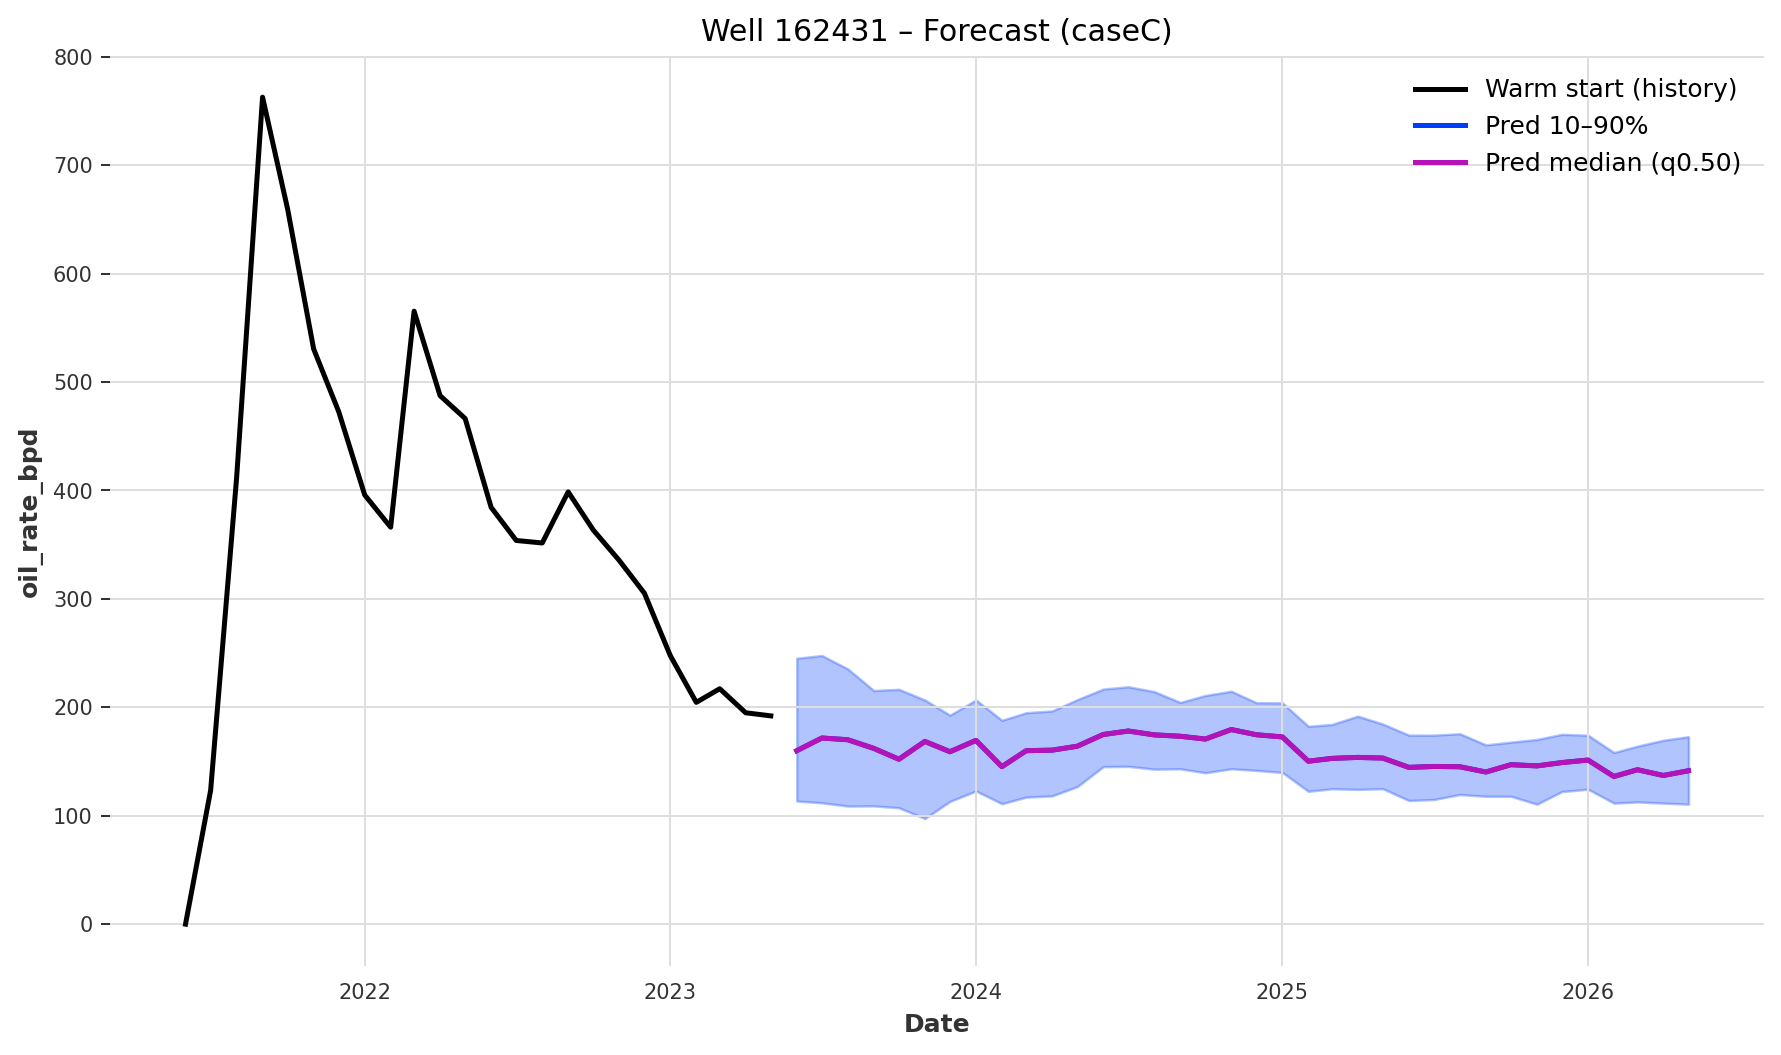 Well 162431 – Forecast (caseC)
Warm start (history)
Pred 10–90%
Pred median (q0.50)
oil_rate_bpd
800
700
600
500
400
300
200
100
0
2022
2023
2024
2025
2026
Date